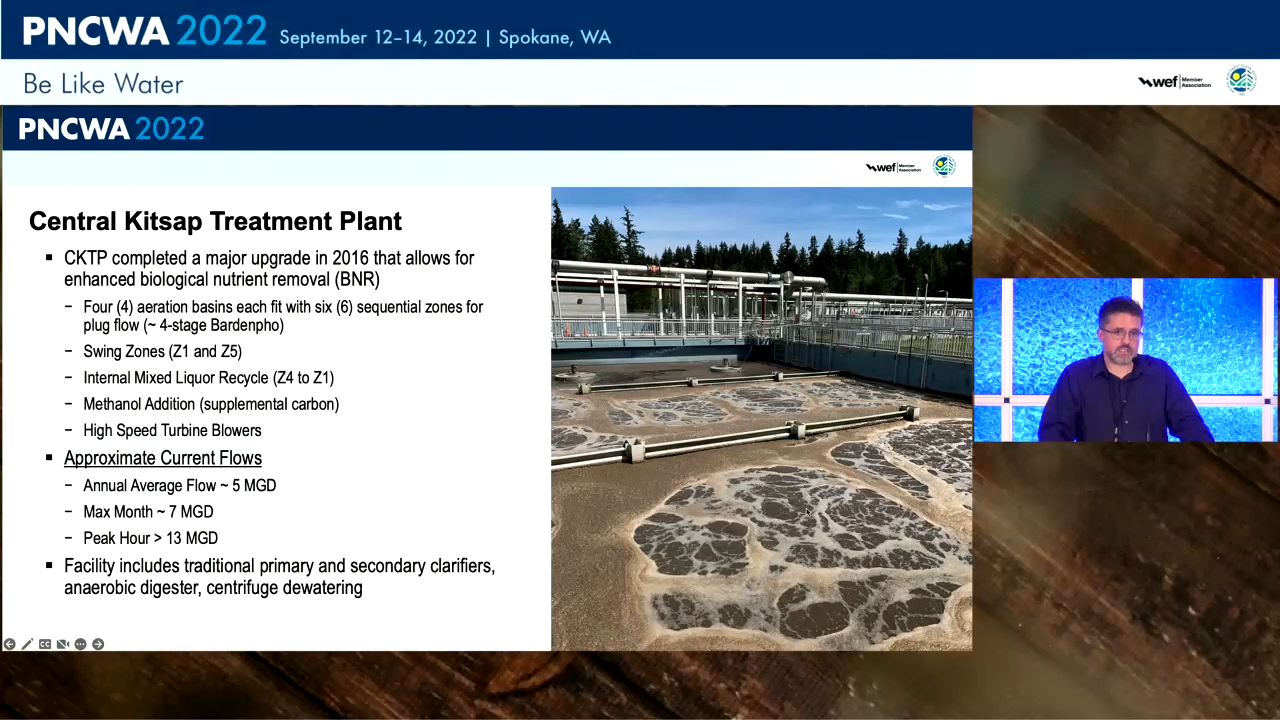 PNCWA 2022 September 12–14, 2022 | Spokane, WA
Be Like Water
wef Member Association
PNCWA 2022
wef Member Association
Central Kitsap Treatment Plant
▪ CKTP completed a major upgrade in 2016 that allows for
enhanced biological nutrient removal (BNR)
− Four (4) aeration basins each fit with six (6) sequential zones for
plug flow (~ 4-stage Bardenpho)
− Swing Zones (Z1 and Z5)
− Internal Mixed Liquor Recycle (Z4 to Z1)
− Methanol Addition (supplemental carbon)
− High Speed Turbine Blowers
▪ Approximate Current Flows
− Annual Average Flow ~ 5 MGD
− Max Month ~ 7 MGD
− Peak Hour > 13 MGD
▪ Facility includes traditional primary and secondary clarifiers,
anaerobic digester, centrifuge dewatering
CC